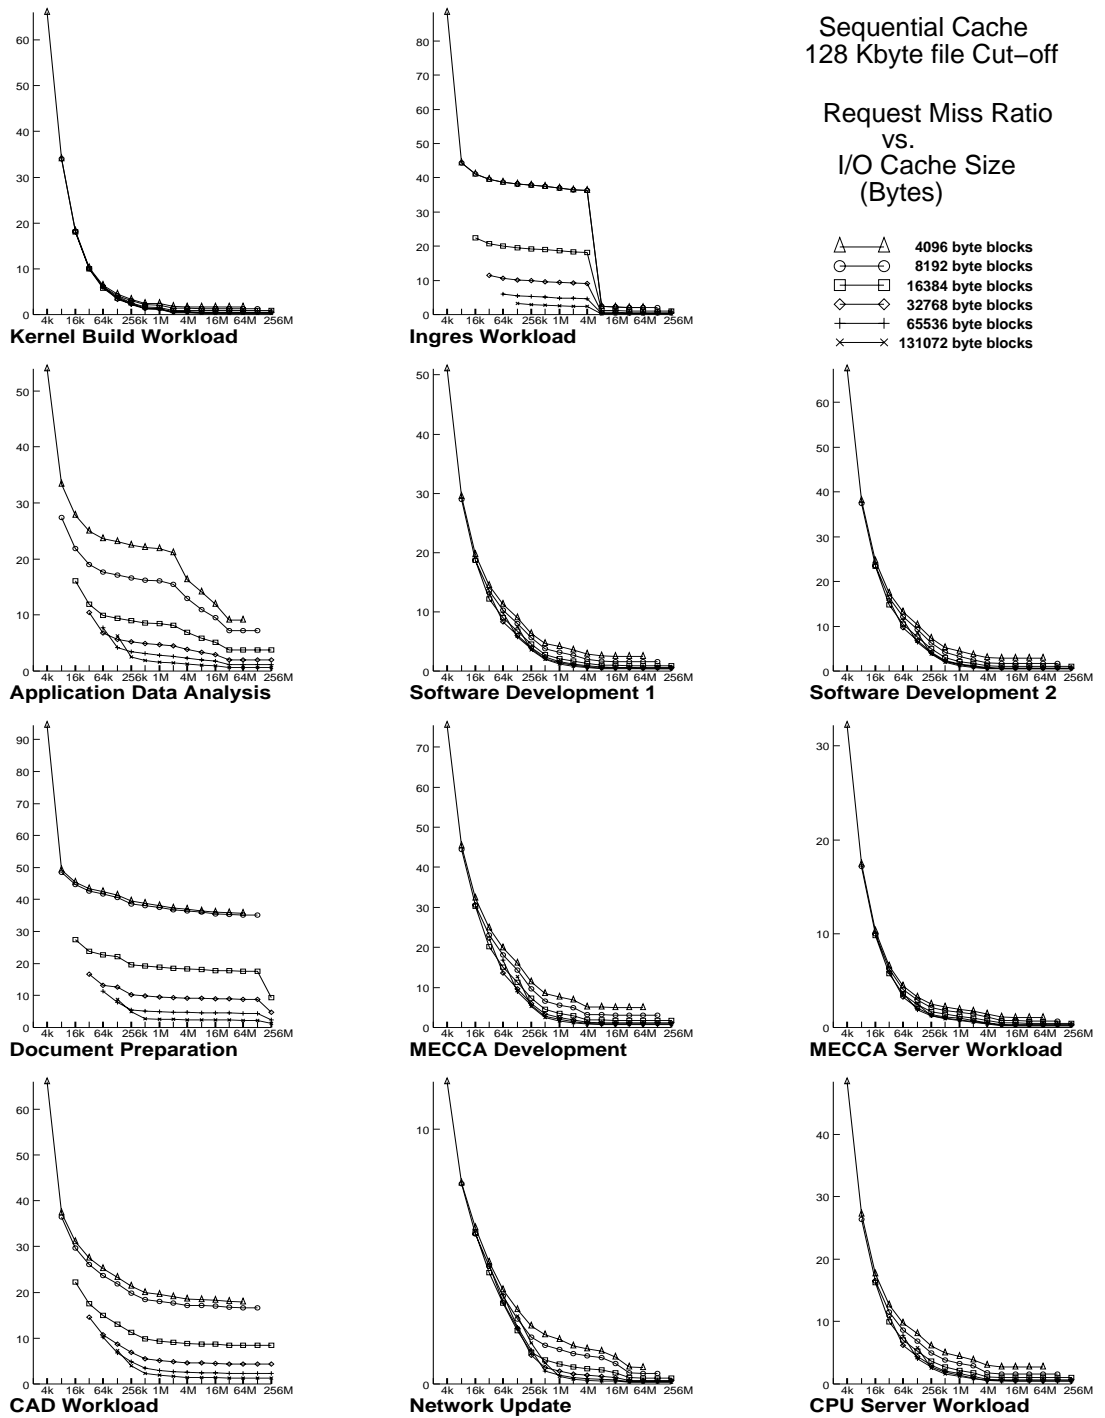 Sequential Cache
128 Kbyte file Cut-off
Request Miss Ratio
vs.
I/O Cache Size
(Bytes)
4096 byte blocks
8192 byte blocks
16384 byte blocks
32768 byte blocks
65536 byte blocks
131072 byte blocks
60
50
40
30
20
10
0
4k 16k 64k 256k 1M 4M 16M 64M 256M
Kernel Build Workload
80
70
60
50
40
30
20
10
0
4k 16k 64k 256k 1M 4M 16M 64M 256M
Ingres Workload
50
40
30
20
10
0
4k 16k 64k 256k 1M 4M 16M 64M 256M
Application Data Analysis
50
40
30
20
10
0
4k 16k 64k 256k 1M 4M 16M 64M 256M
Software Development 1
60
50
40
30
20
10
0
4k 16k 64k 256k 1M 4M 16M 64M 256M
Software Development 2
90
80
70
60
50
40
30
20
10
0
4k 16k 64k 256k 1M 4M 16M 64M 256M
Document Preparation
70
60
50
40
30
20
10
0
4k 16k 64k 256k 1M 4M 16M 64M 256M
MECCA Development
30
20
10
0
4k 16k 64k 256k 1M 4M 16M 64M 256M
MECCA Server Workload
60
50
40
30
20
10
0
4k 16k 64k 256k 1M 4M 16M 64M 256M
CAD Workload
10
0
4k 16k 64k 256k 1M 4M 16M 64M 256M
Network Update
40
30
20
10
0
4k 16k 64k 256k 1M 4M 16M 64M 256M
CPU Server Workload